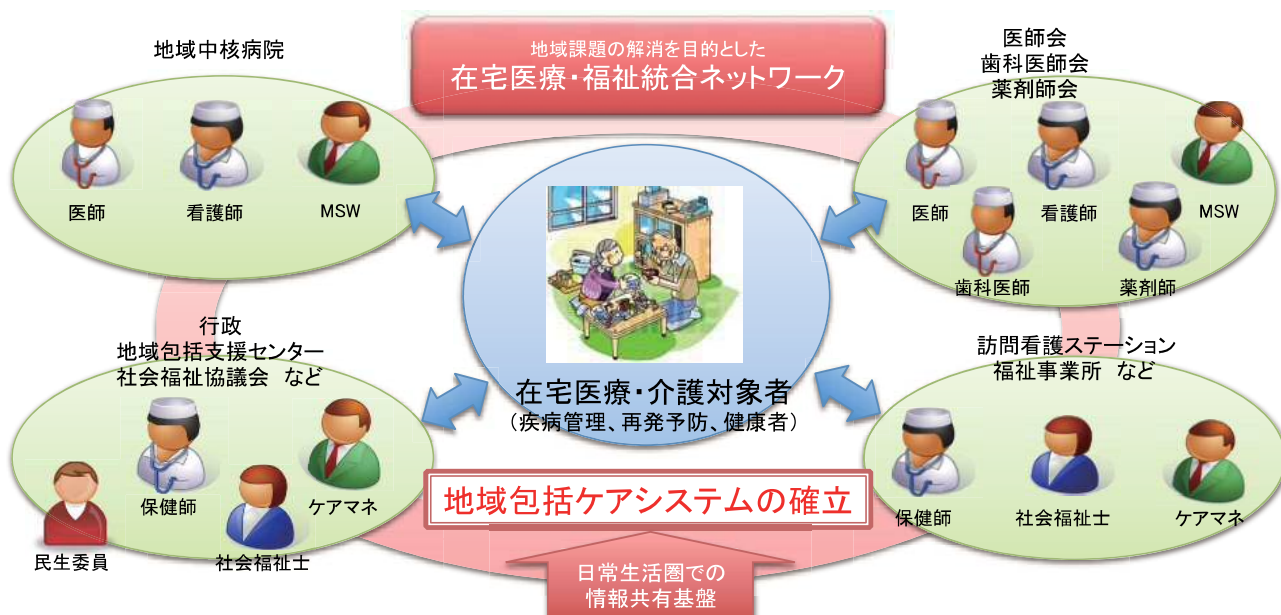 地域中核病院
医師
看護師
MSW
地域課題の解消を目的とした
在宅医療・福祉統合ネットワーク
医師会
歯科医師会
薬剤師会
医師
看護師
MSW
歯科医師
薬剤師
在宅医療・介護対象者
（疾病管理、再発予防、健康者）
行政
地域包括支援センター
社会福祉協議会 など
保健師
ケアマネ
民生委員
社会福祉士
訪問看護ステーション
福祉事業所 など
保健師
社会福祉士
ケアマネ
地域包括ケアシステムの確立
日常生活圏での
情報共有基盤